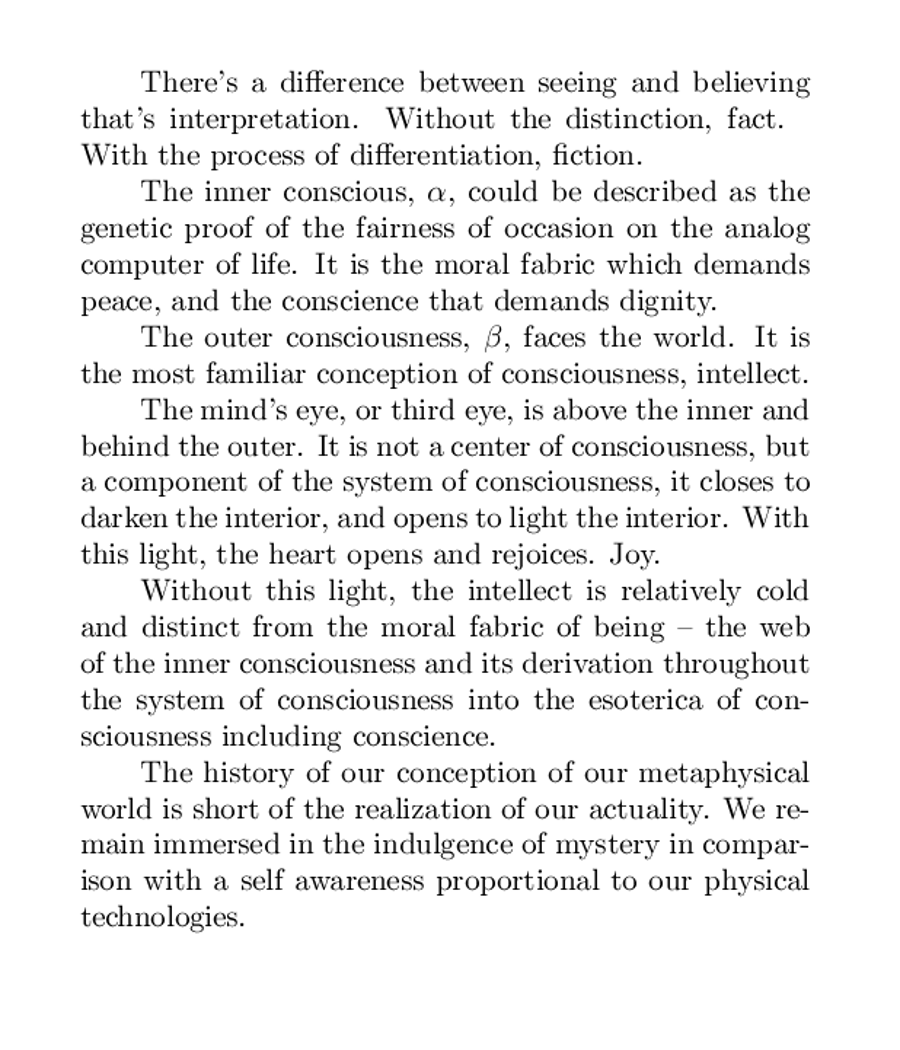 There's a difference between seeing and believing
that's interpretation. Without the distinction, fact.
With the process of differentiation, fiction.
The inner conscious, α, could be described as the
genetic proof of the fairness of occasion on the analog
computer of life. It is the moral fabric which demands
peace, and the conscience that demands dignity.
The outer consciousness, β, faces the world. It is
the most familiar conception of consciousness, intellect.
The mind's eye, or third eye, is above the inner and
behind the outer. It is not a center of consciousness, but
a component of the system of consciousness, it closes to
darken the interior, and opens to light the interior. With
this light, the heart opens and rejoices. Joy.
Without this light, the intellect is relatively cold
and distinct from the moral fabric of being – the web
of the inner consciousness and its derivation throughout
the system of consciousness into the esoterica of con-
sciousness including conscience.
The history of our conception of our metaphysical
world is short of the realization of our actuality. We re-
main immersed in the indulgence of mystery in compar-
ison with a self awareness proportional to our physical
technologies.